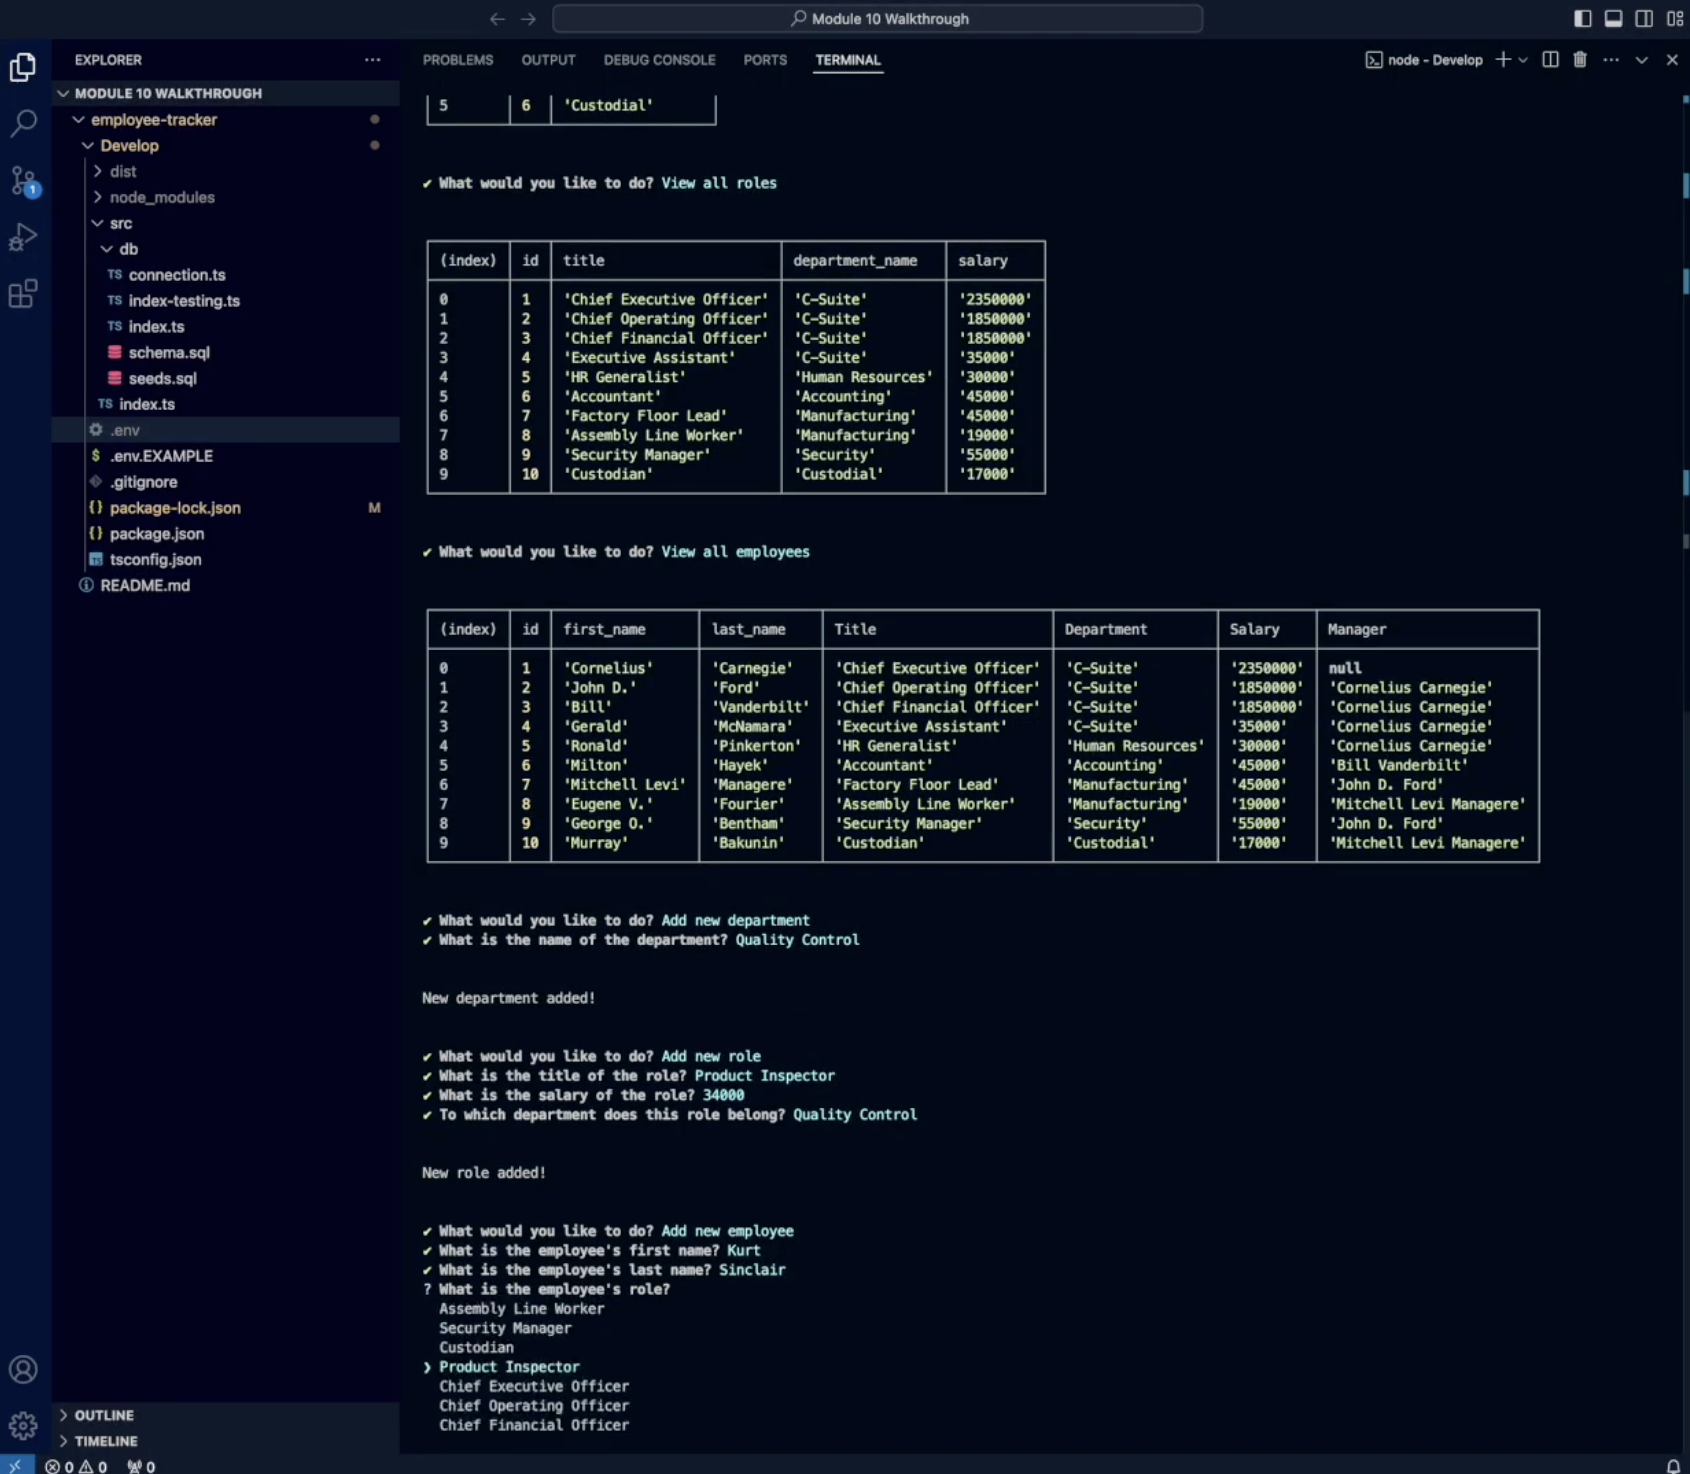 Module 10 Walkthrough
EXPLORER
MODULE 10 WALKTHROUGH
employee-tracker
Develop
dist
node_modules
src
db
TS connection.ts
TS index-testing.ts
TS index.ts
schema.sql
seeds.sql
TS index.ts
.env
$ .env.EXAMPLE
.gitignore
{} package-lock.json M
{} package.json
TS tsconfig.json
README.md
OUTLINE
TIMELINE
1
0 0 0
PROBLEMS OUTPUT DEBUG CONSOLE PORTS TERMINAL node - Develop
5 6 'Custodial'
✔ What would you like to do? View all roles
(index) id title department_name salary
0 1 'Chief Executive Officer' 'C-Suite' '2350000'
1 2 'Chief Operating Officer' 'C-Suite' '1850000'
2 3 'Chief Financial Officer' 'C-Suite' '1850000'
3 4 'Executive Assistant' 'C-Suite' '35000'
4 5 'HR Generalist' 'Human Resources' '30000'
5 6 'Accountant' 'Accounting' '45000'
6 7 'Factory Floor Lead' 'Manufacturing' '45000'
7 8 'Assembly Line Worker' 'Manufacturing' '19000'
8 9 'Security Manager' 'Security' '55000'
9 10 'Custodian' 'Custodial' '17000'
✔ What would you like to do? View all employees
(index) id first_name last_name Title Department Salary Manager
0 1 'Cornelius' 'Carnegie' 'Chief Executive Officer' 'C-Suite' '2350000' null
1 2 'John D.' 'Ford' 'Chief Operating Officer' 'C-Suite' '1850000' 'Cornelius Carnegie'
2 3 'Bill' 'Vanderbilt' 'Chief Financial Officer' 'C-Suite' '1850000' 'Cornelius Carnegie'
3 4 'Gerald' 'McNamara' 'Executive Assistant' 'C-Suite' '35000' 'Cornelius Carnegie'
4 5 'Ronald' 'Pinkerton' 'HR Generalist' 'Human Resources' '30000' 'Cornelius Carnegie'
5 6 'Milton' 'Hayek' 'Accountant' 'Accounting' '45000' 'Bill Vanderbilt'
6 7 'Mitchell Levi' 'Managere' 'Factory Floor Lead' 'Manufacturing' '45000' 'John D. Ford'
7 8 'Eugene V.' 'Fourier' 'Assembly Line Worker' 'Manufacturing' '19000' 'Mitchell Levi Managere'
8 9 'George O.' 'Bentham' 'Security Manager' 'Security' '55000' 'John D. Ford'
9 10 'Murray' 'Bakunin' 'Custodian' 'Custodial' '17000' 'Mitchell Levi Managere'
✔ What would you like to do? Add new department
✔ What is the name of the department? Quality Control
New department added!
✔ What would you like to do? Add new role
✔ What is the title of the role? Product Inspector
✔ What is the salary of the role? 34000
✔ To which department does this role belong? Quality Control
New role added!
✔ What would you like to do? Add new employee
✔ What is the employee's first name? Kurt
✔ What is the employee's last name? Sinclair
? What is the employee's role?
Assembly Line Worker
Security Manager
Custodian
❯ Product Inspector
Chief Executive Officer
Chief Operating Officer
Chief Financial Officer